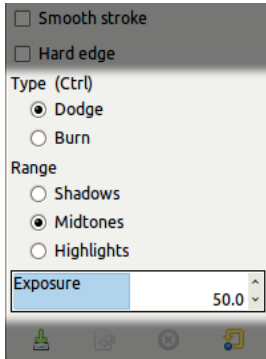 Smooth stroke
Hard edge
Type (Ctrl)
Dodge
Burn
Range
Shadows
Midtones
Highlights
Exposure
50.0